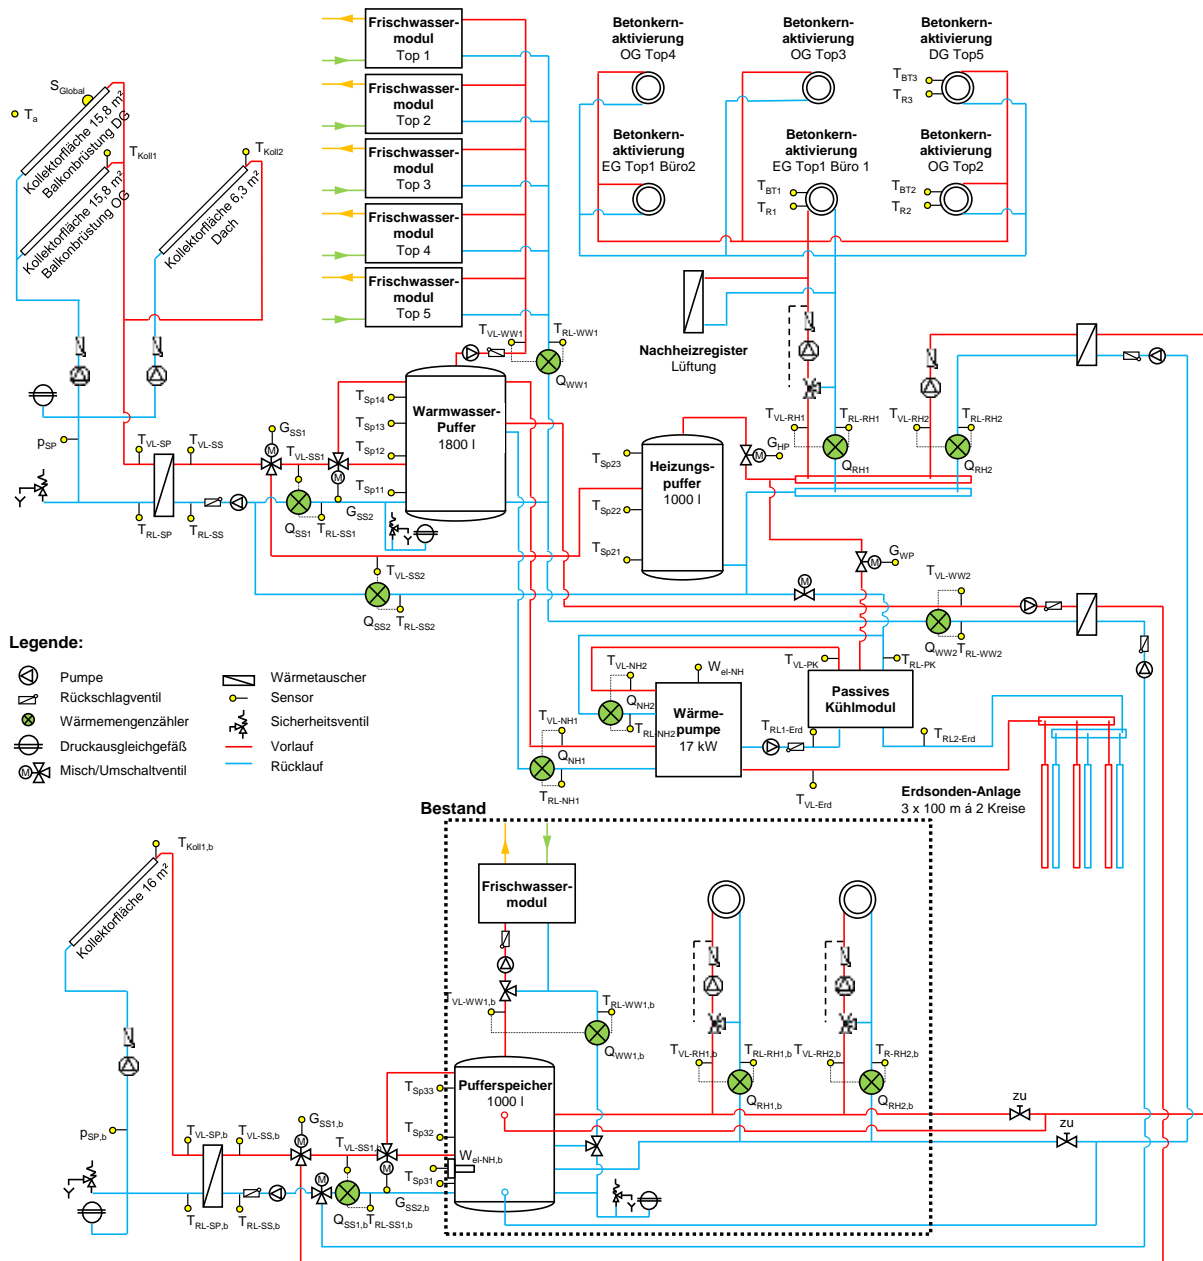 Frischwasser-
modul
Top 1
Frischwasser-
modul
Top 2
Frischwasser-
modul
Top 3
Frischwasser-
modul
Top 4
Frischwasser-
modul
Top 5
Betonkern-
aktivierung
OG Top4
Betonkern-
aktivierung
OG Top3
Betonkern-
aktivierung
DG Top5
Betonkern-
aktivierung
EG Top1 Büro2
Betonkern-
aktivierung
EG Top1 Büro 1
Betonkern-
aktivierung
OG Top2
TBT3
TR3
TBT1
TR1
TBT2
TR2
SGlobal
Ta
TKoll1
TKoll2
Kollektorfläche 15,8 m²
Balkonbrüstung DG
Kollektorfläche 15,8 m²
Balkonbrüstung OG
Kollektorfläche 6,3 m²
Dach
Nachheizregister
Lüftung
TVL-WW1
TRL-WW1
QWW1
Warmwasser-
Puffer
1800 l
TSp14
TSp13
TSp12
TSp11
Heizungs-
puffer
1000 l
TSp23
TSp22
TSp21
GHP
TVL-RH1
TRL-RH1
QRH1
TVL-RH2
TRL-RH2
QRH2
pSP
TVL-SP
TVL-SS
TRL-SP
TRL-SS
GSS1
M
TVL-SS1
M
GSS2
QSS1
TRL-SS1
TVL-SS2
QSS2
TRL-SS2
M
M
GWP
M
TVL-WW2
QWW2
TRL-WW2
TVL-PK
TRL-PK
Passives
Kühlmodul
Wel-NH
TVL-NH2
QNH2
TRL-NH2
TVL-NH1
QNH1
TRL-NH1
Wärme-
pumpe
17 kW
TRL1-Erd
TRL2-Erd
TVL-Erd
Erdsonden-Anlage
3 x 100 m á 2 Kreise
Legende:
Pumpe
Rückschlagventil
Wärmemengenzähler
Druckausgleichgefäß
M
Misch/Umschaltventil
Wärmetauscher
Sensor
Sicherheitsventil
Vorlauf
Rücklauf
Bestand
Frischwasser-
modul
TKoll1,b
Kollektorfläche 16 m²
TVL-WW1,b
TRL-WW1,b
QWW1,b
Pufferspeicher
1000 l
TSp33
TSp32
Wel-NH,b
TSp31
TVL-RH1,b
TRL-RH1,b
QRH1,b
TVL-RH2,b
TR-RH2,b
QRH2,b
zu
zu
pSP,b
TVL-SP,b
TVL-SS,b
TRL-SP,b
TRL-SS,b
GSS1,b
M
M
TVL-SS1,b
M
GSS2,b
QSS1,b
TRL-SS1,b